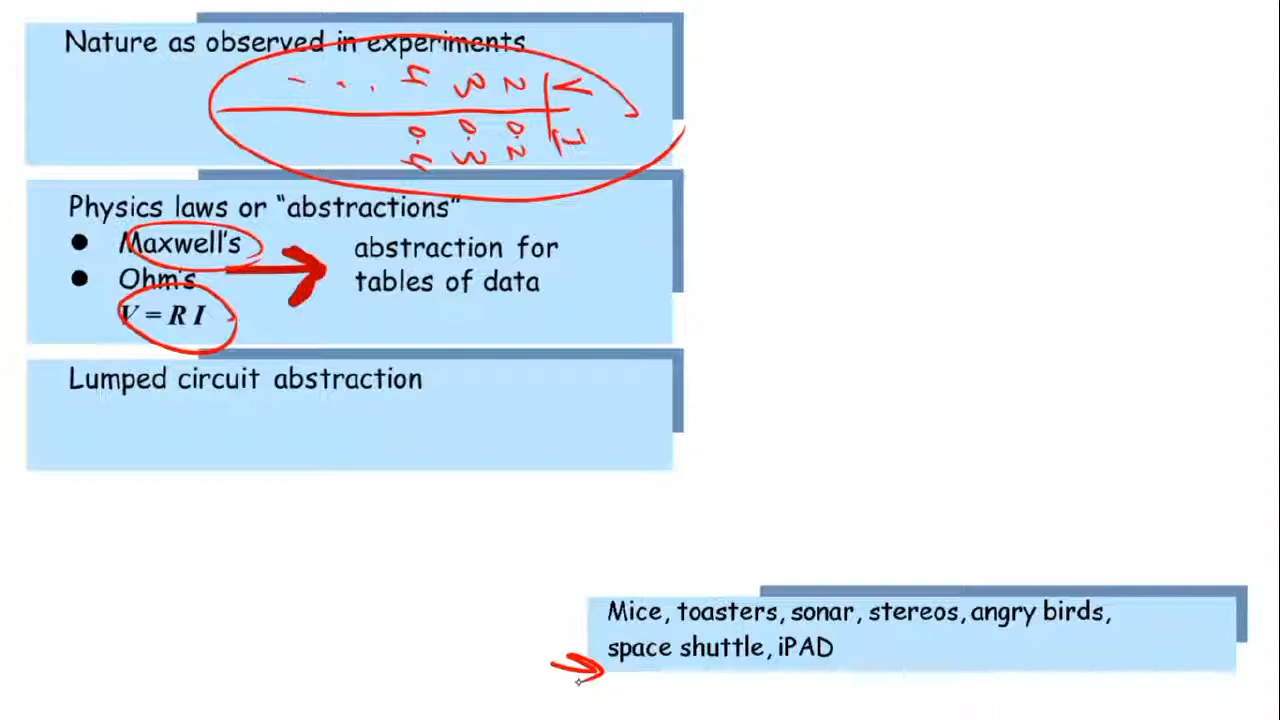 Nature as observed in experiments
V
2
3
4
I
0.2
0.3
0.4
Physics laws or “abstractions”
● Maxwell's
● Ohm's
V = R I
abstraction for
tables of data
Lumped circuit abstraction
Mice, toasters, sonar, stereos, angry birds,
space shuttle, iPAD